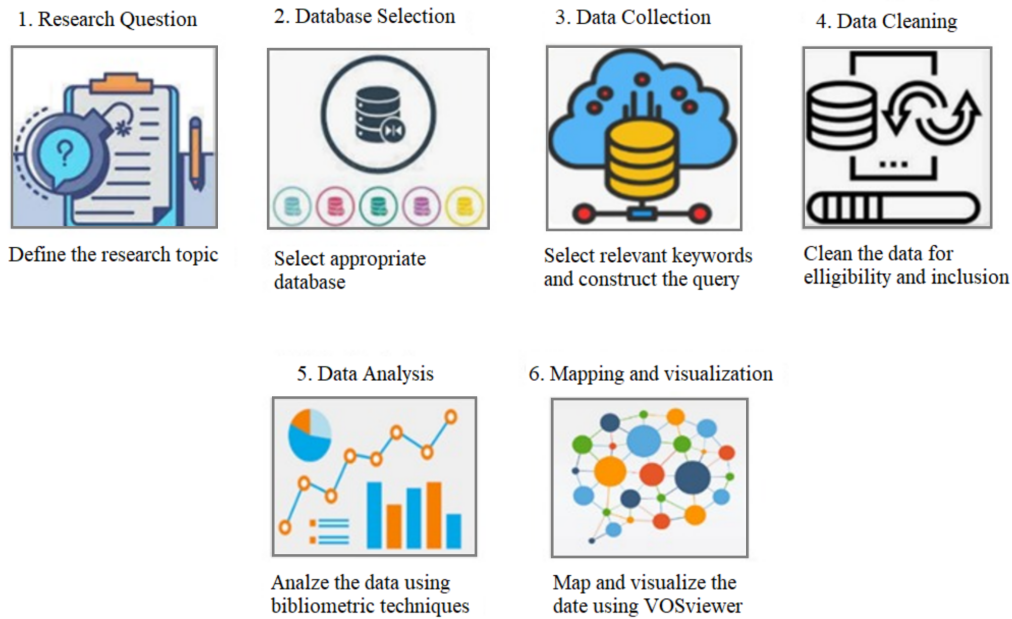 1. Research Question
2. Database Selection
3. Data Collection
4. Data Cleaning
?
Define the research topic
Select appropriate
database
Select relevant keywords
and construct the query
Clean the data for
elligibility and inclusion
5. Data Analysis
6. Mapping and visualization
Analze the data using
bibliometric techniques
Map and visualize the
date using VOSviewer